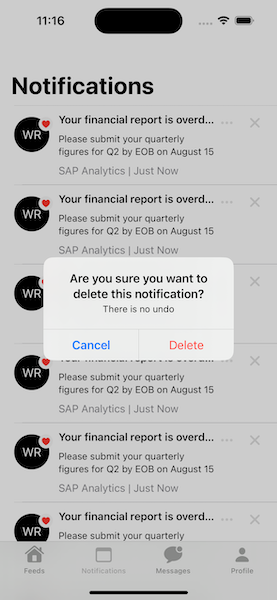 11:16
Notifications
WR
Your financial report is overd...
Please submit your quarterly
figures for Q2 by EOB on August 15
SAP Analytics | Just Now
WR
Your financial report is overd...
Please submit your quarterly
figures for Q2 by EOB on August 15
SAP Analytics | Just Now
WR
Are you sure you want to
delete this notification?
There is no undo
Cancel
Delete
WR
Your financial report is overd...
Please submit your quarterly
figures for Q2 by EOB on August 15
SAP Analytics | Just Now
WR
Your financial report is overd...
Please submit your quarterly
figures for Q2 by EOB on August 15
SAP Analytics | Just Now
WR
Your financial report is overd...
Please submit your quarterly
Feeds
Notifications
Messages
Profile